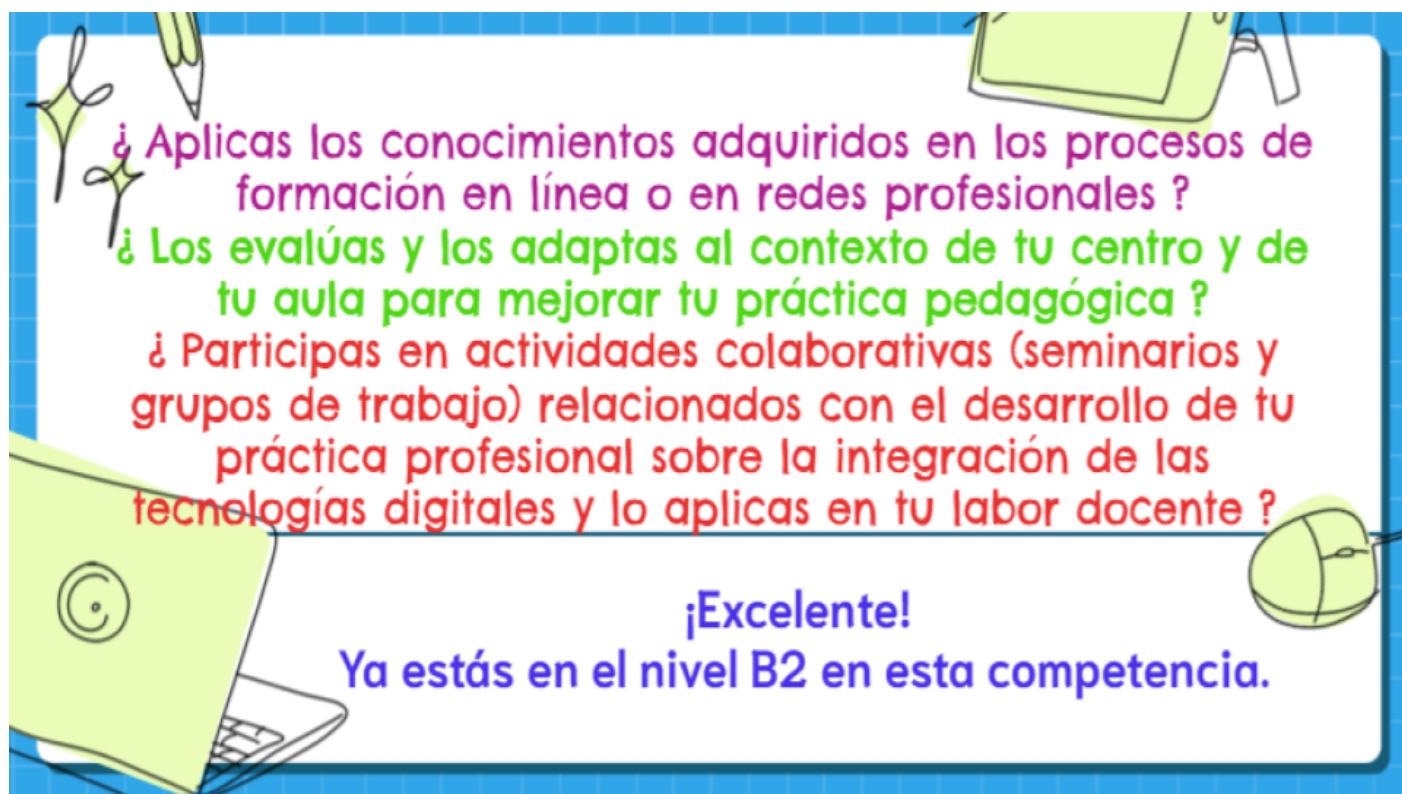 ¿ Aplicas los conocimientos adquiridos en los procesos de
formación en línea o en redes profesionales ?
¿ Los evalúas y los adaptas al contexto de tu centro y de
tu aula para mejorar tu práctica pedagógica ?
¿ Participas en actividades colaborativas (seminarios y
grupos de trabajo) relacionados con el desarrollo de tu
práctica profesional sobre la integración de las
tecnologías digitales y lo aplicas en tu labor docente ?
¡Excelente!
Ya estás en el nivel B2 en esta competencia.